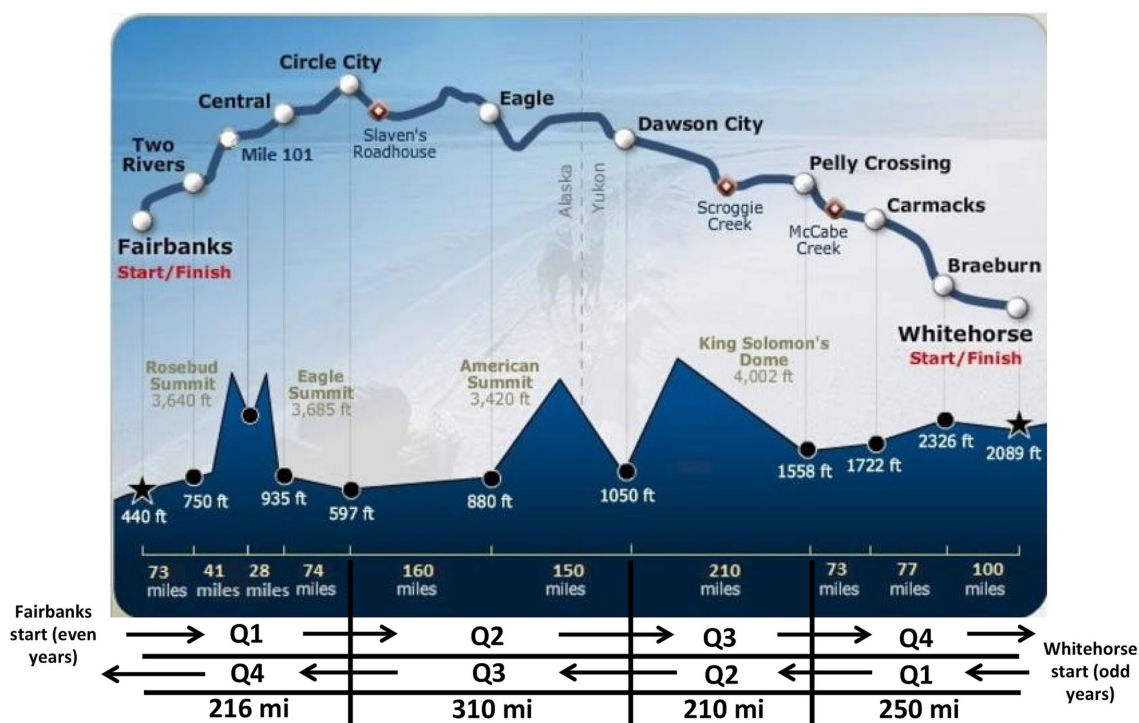 Circle City
Central
Eagle
Two
Rivers
Mile 101
Slaven's
Roadhouse
Dawson City
Alaska
Yukon
Pelly Crossing
Scroggie
Creek
McCabe
Creek
Carmacks
Fairbanks
Start/Finish
Braeburn
Whitehorse
Start/Finish
Rosebud
Summit
3,640 ft
Eagle
Summit
3,685 ft
American
Summit
3,420 ft
King Solomon's
Dome
4,002 ft
440 ft
750 ft
935 ft
597 ft
880 ft
1050 ft
1558 ft
1722 ft
2326 ft
2089 ft
73 41 28 74 160 150 210 73 77 100
miles miles miles miles miles miles miles miles miles miles
Fairbanks
start (even
years)
Q1 Q2 Q3 Q4
Q4 Q3 Q2 Q1
Whitehorse
start (odd
years)
216 mi 310 mi 210 mi 250 mi